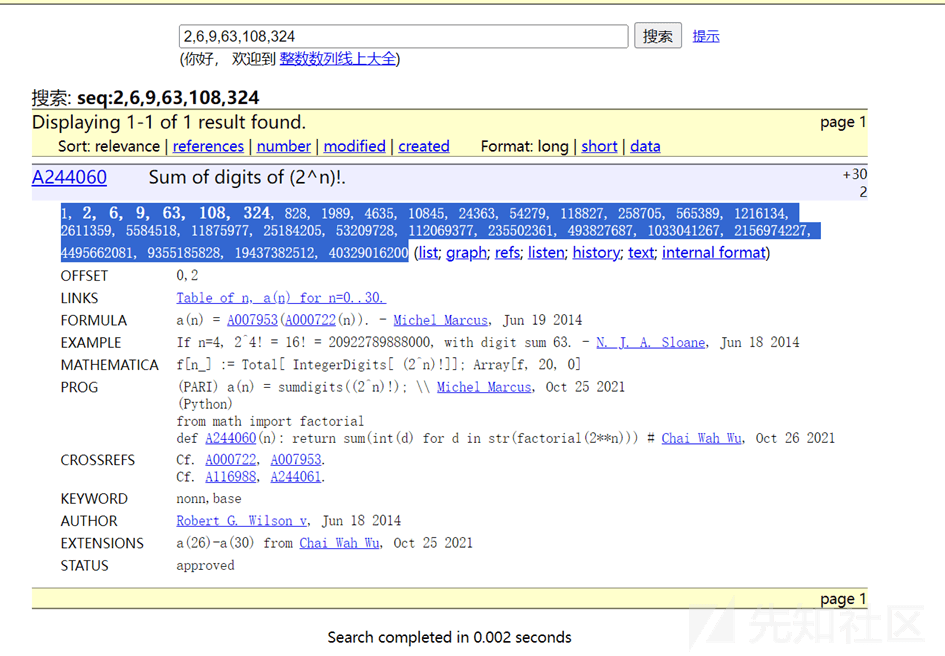 2,6,9,63,108,324 搜索 提示
(你好， 欢迎到 整数数列线上大全)
搜索: seq:2,6,9,63,108,324
Displaying 1-1 of 1 result found. page 1
Sort: relevance | references | number | modified | created Format: long | short | data
A244060 Sum of digits of (2^n)!. +30
2
1, 2, 6, 9, 63, 108, 324, 828, 1989, 4635, 10845, 24363, 54279, 118827, 258705, 565389, 1216134,
2611359, 5584518, 11875977, 25184205, 53209728, 112069377, 235502361, 493827687, 1033041267, 2156974227,
4495662081, 9355185828, 19437382512, 40329016200 (list; graph; refs; listen; history; text; internal format)
OFFSET 0,2
LINKS Table of n, a(n) for n=0..30.
FORMULA a(n) = A007953(A000722(n)). - Michel Marcus, Jun 19 2014
EXAMPLE If n=4, 2^4! = 16! = 20922789888000, with digit sum 63. - N. J. A. Sloane, Jun 18 2014
MATHEMATICA f[n_] := Total[ IntegerDigits[ (2^n)!]]; Array[f, 20, 0]
PROG (PARI) a(n) = sumdigits((2^n)!); \\ Michel Marcus, Oct 25 2021
(Python)
from math import factorial
def A244060(n): return sum(int(d) for d in str(factorial(2**n))) # Chai Wah Wu, Oct 26 2021
CROSSREFS Cf. A000722, A007953.
Cf. A116988, A244061.
KEYWORD nonn,base
AUTHOR Robert G. Wilson v, Jun 18 2014
EXTENSIONS a(26)-a(30) from Chai Wah Wu, Oct 25 2021
STATUS approved
page 1
Search completed in 0.002 seconds
先知社区